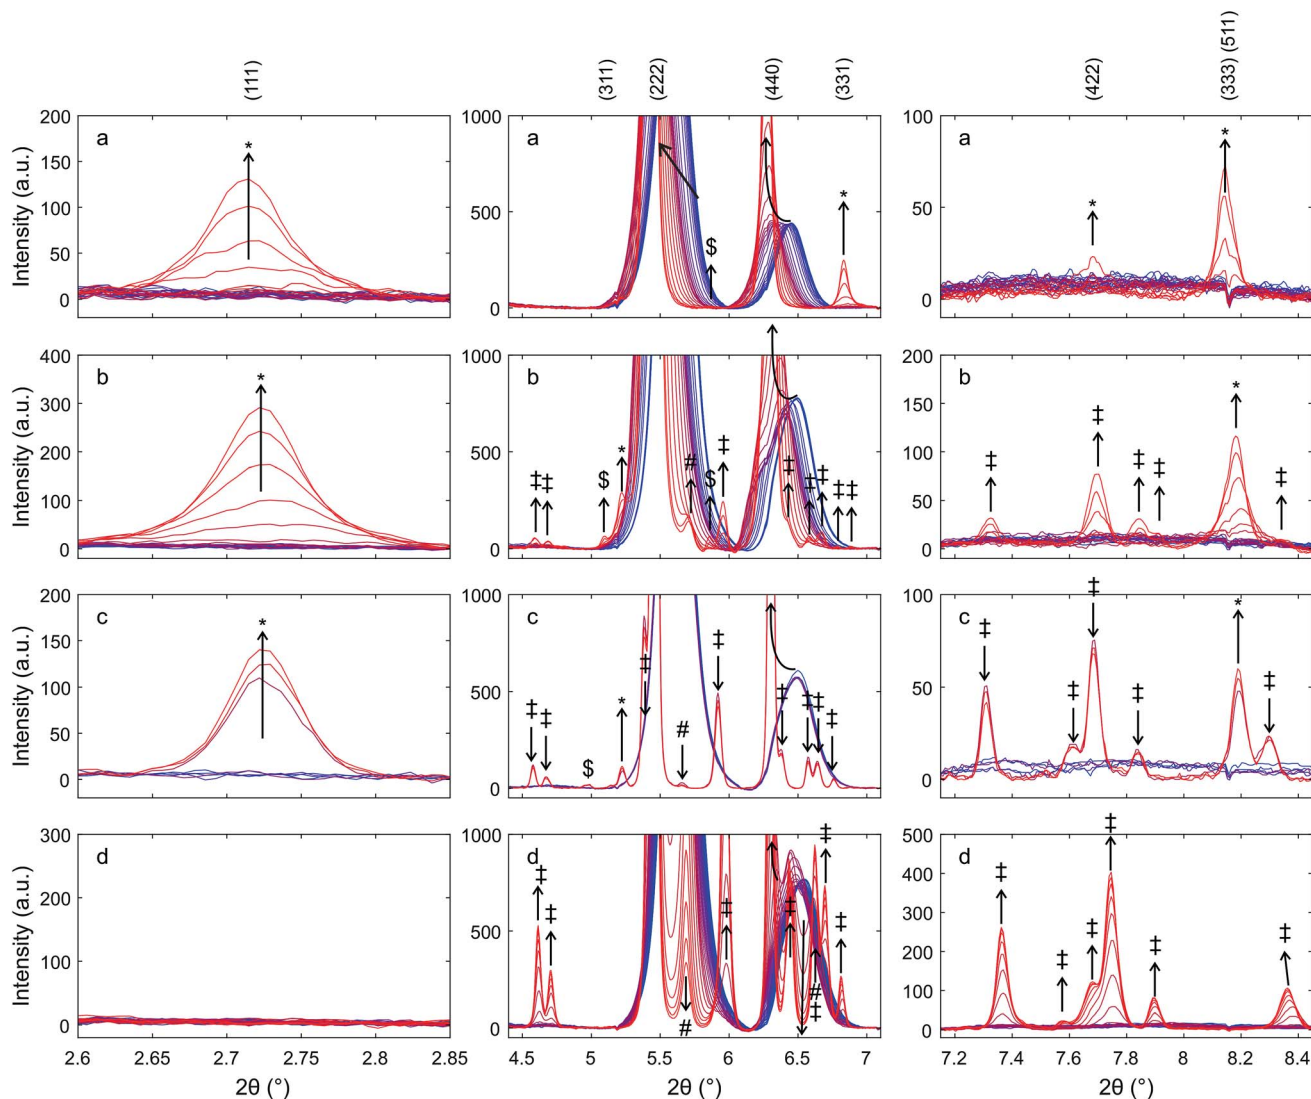 (111) (311) (222) (440) (331) (422) (333) (511)
200 1000 100
a a a
* * * *
150
Intensity (a.u.) 100 500 50
$
50
0 0 0
400 1000 200
b b b
300 150
* * *
Intensity (a.u.) 200 500 100
‡ ‡ $ # $ ‡ ‡ ‡ ‡ ‡ ‡ ‡ ‡ ‡ ‡ ‡
100 50
0 0 0
200 1000 100
c c c
150
* * *
Intensity (a.u.) 100 500 50
‡ ‡ $ ‡ # ‡ ‡ ‡ ‡ ‡ ‡ ‡ ‡ ‡ ‡
50
0 0 0
300 1000 500
d d d
400
Intensity (a.u.) 200 500 300
‡ ‡ ‡ ‡ ‡ ‡ ‡ ‡ ‡ ‡ ‡ ‡
200
100 # # ‡ 100
0 0 0
2.6 2.65 2.7 2.75 2.8 2.85 4.5 5 5.5 6 6.5 7 7.2 7.4 7.6 7.8 8 8.2 8.4
2θ (°) 2θ (°) 2θ (°)